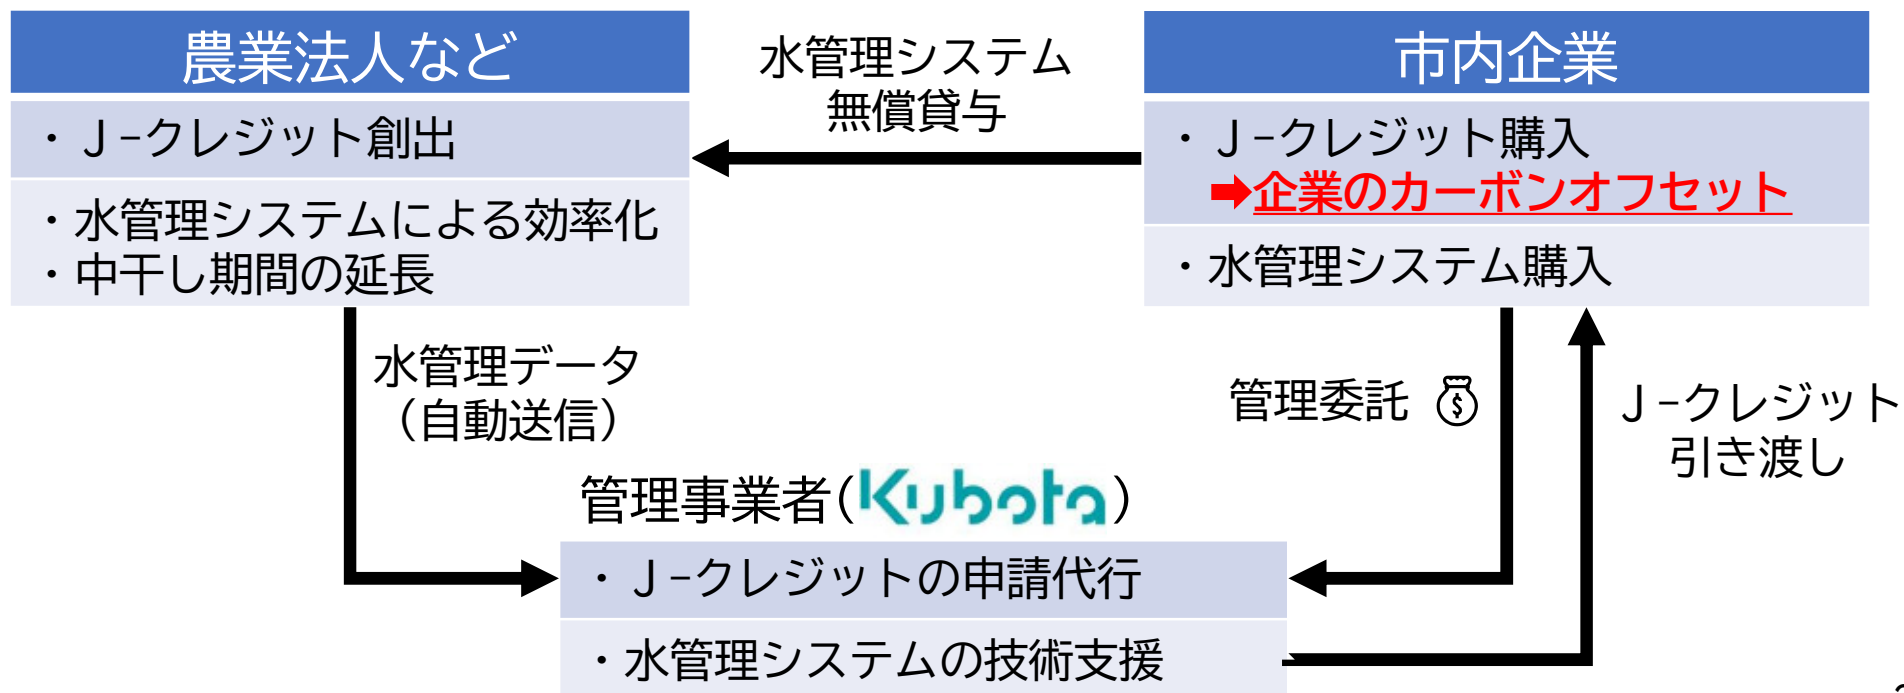 農業法人など
・Ｊ-クレジット創出
・水管理システムによる効率化
・中干し期間の延長
水管理システム
無償貸与
市内企業
・Ｊ-クレジット購入
➡企業のカーボンオフセット
・水管理システム購入
水管理データ
（自動送信）
管理委託
Ｊ-クレジット
引き渡し
管理事業者(Kubota)
・Ｊ-クレジットの申請代行
・水管理システムの技術支援